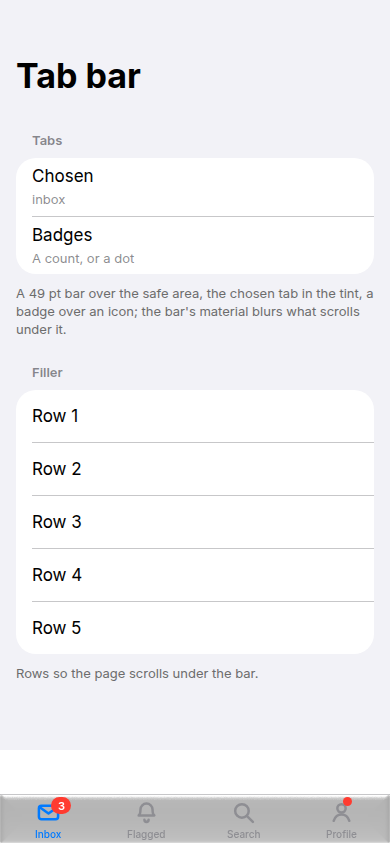 Tab bar
Tabs
Chosen
inbox
Badges
A count, or a dot
A 49 pt bar over the safe area, the chosen tab in the tint, a
badge over an icon; the bar's material blurs what scrolls
under it.
Filler
Row 1
Row 2
Row 3
Row 4
Row 5
Rows so the page scrolls under the bar.
3
Inbox
Flagged
Search
Profile